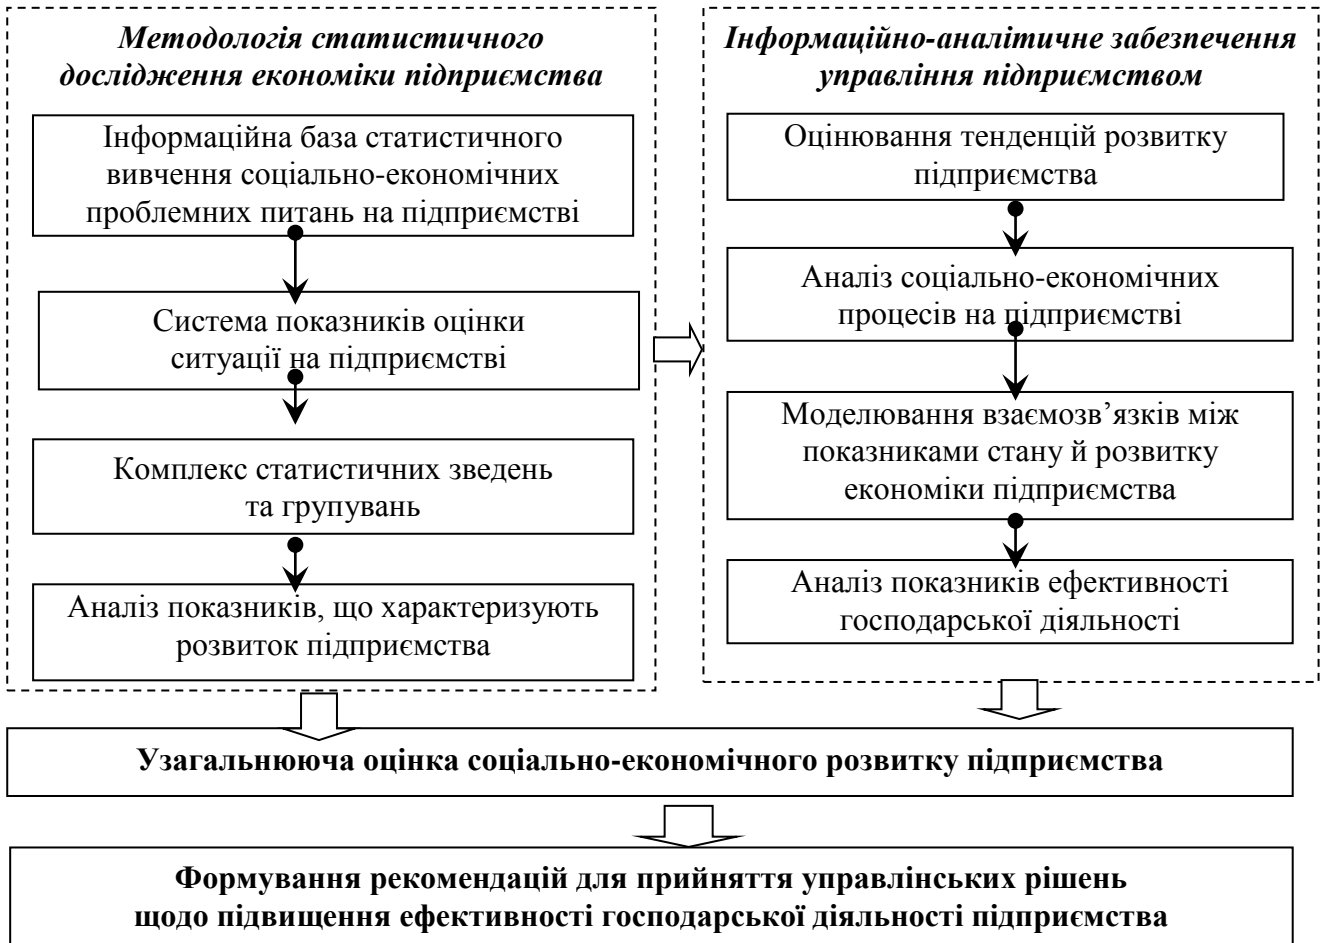 Методологія статистичного
дослідження економіки підприємства
Інформаційна база статистичного
вивчення соціально-економічних
проблемних питань на підприємстві
Система показників оцінки
ситуації на підприємстві
Комплекс статистичних зведень
та групувань
Аналіз показників, що характеризують
розвиток підприємства
Інформаційно-аналітичне забезпечення
управління підприємством
Оцінювання тенденцій розвитку
підприємства
Аналіз соціально-економічних
процесів на підприємстві
Моделювання взаємозв’язків між
показниками стану й розвитку
економіки підприємства
Аналіз показників ефективності
господарської діяльності
Узагальнююча оцінка соціально-економічного розвитку підприємства
Формування рекомендацій для прийняття управлінських рішень
щодо підвищення ефективності господарської діяльності підприємства